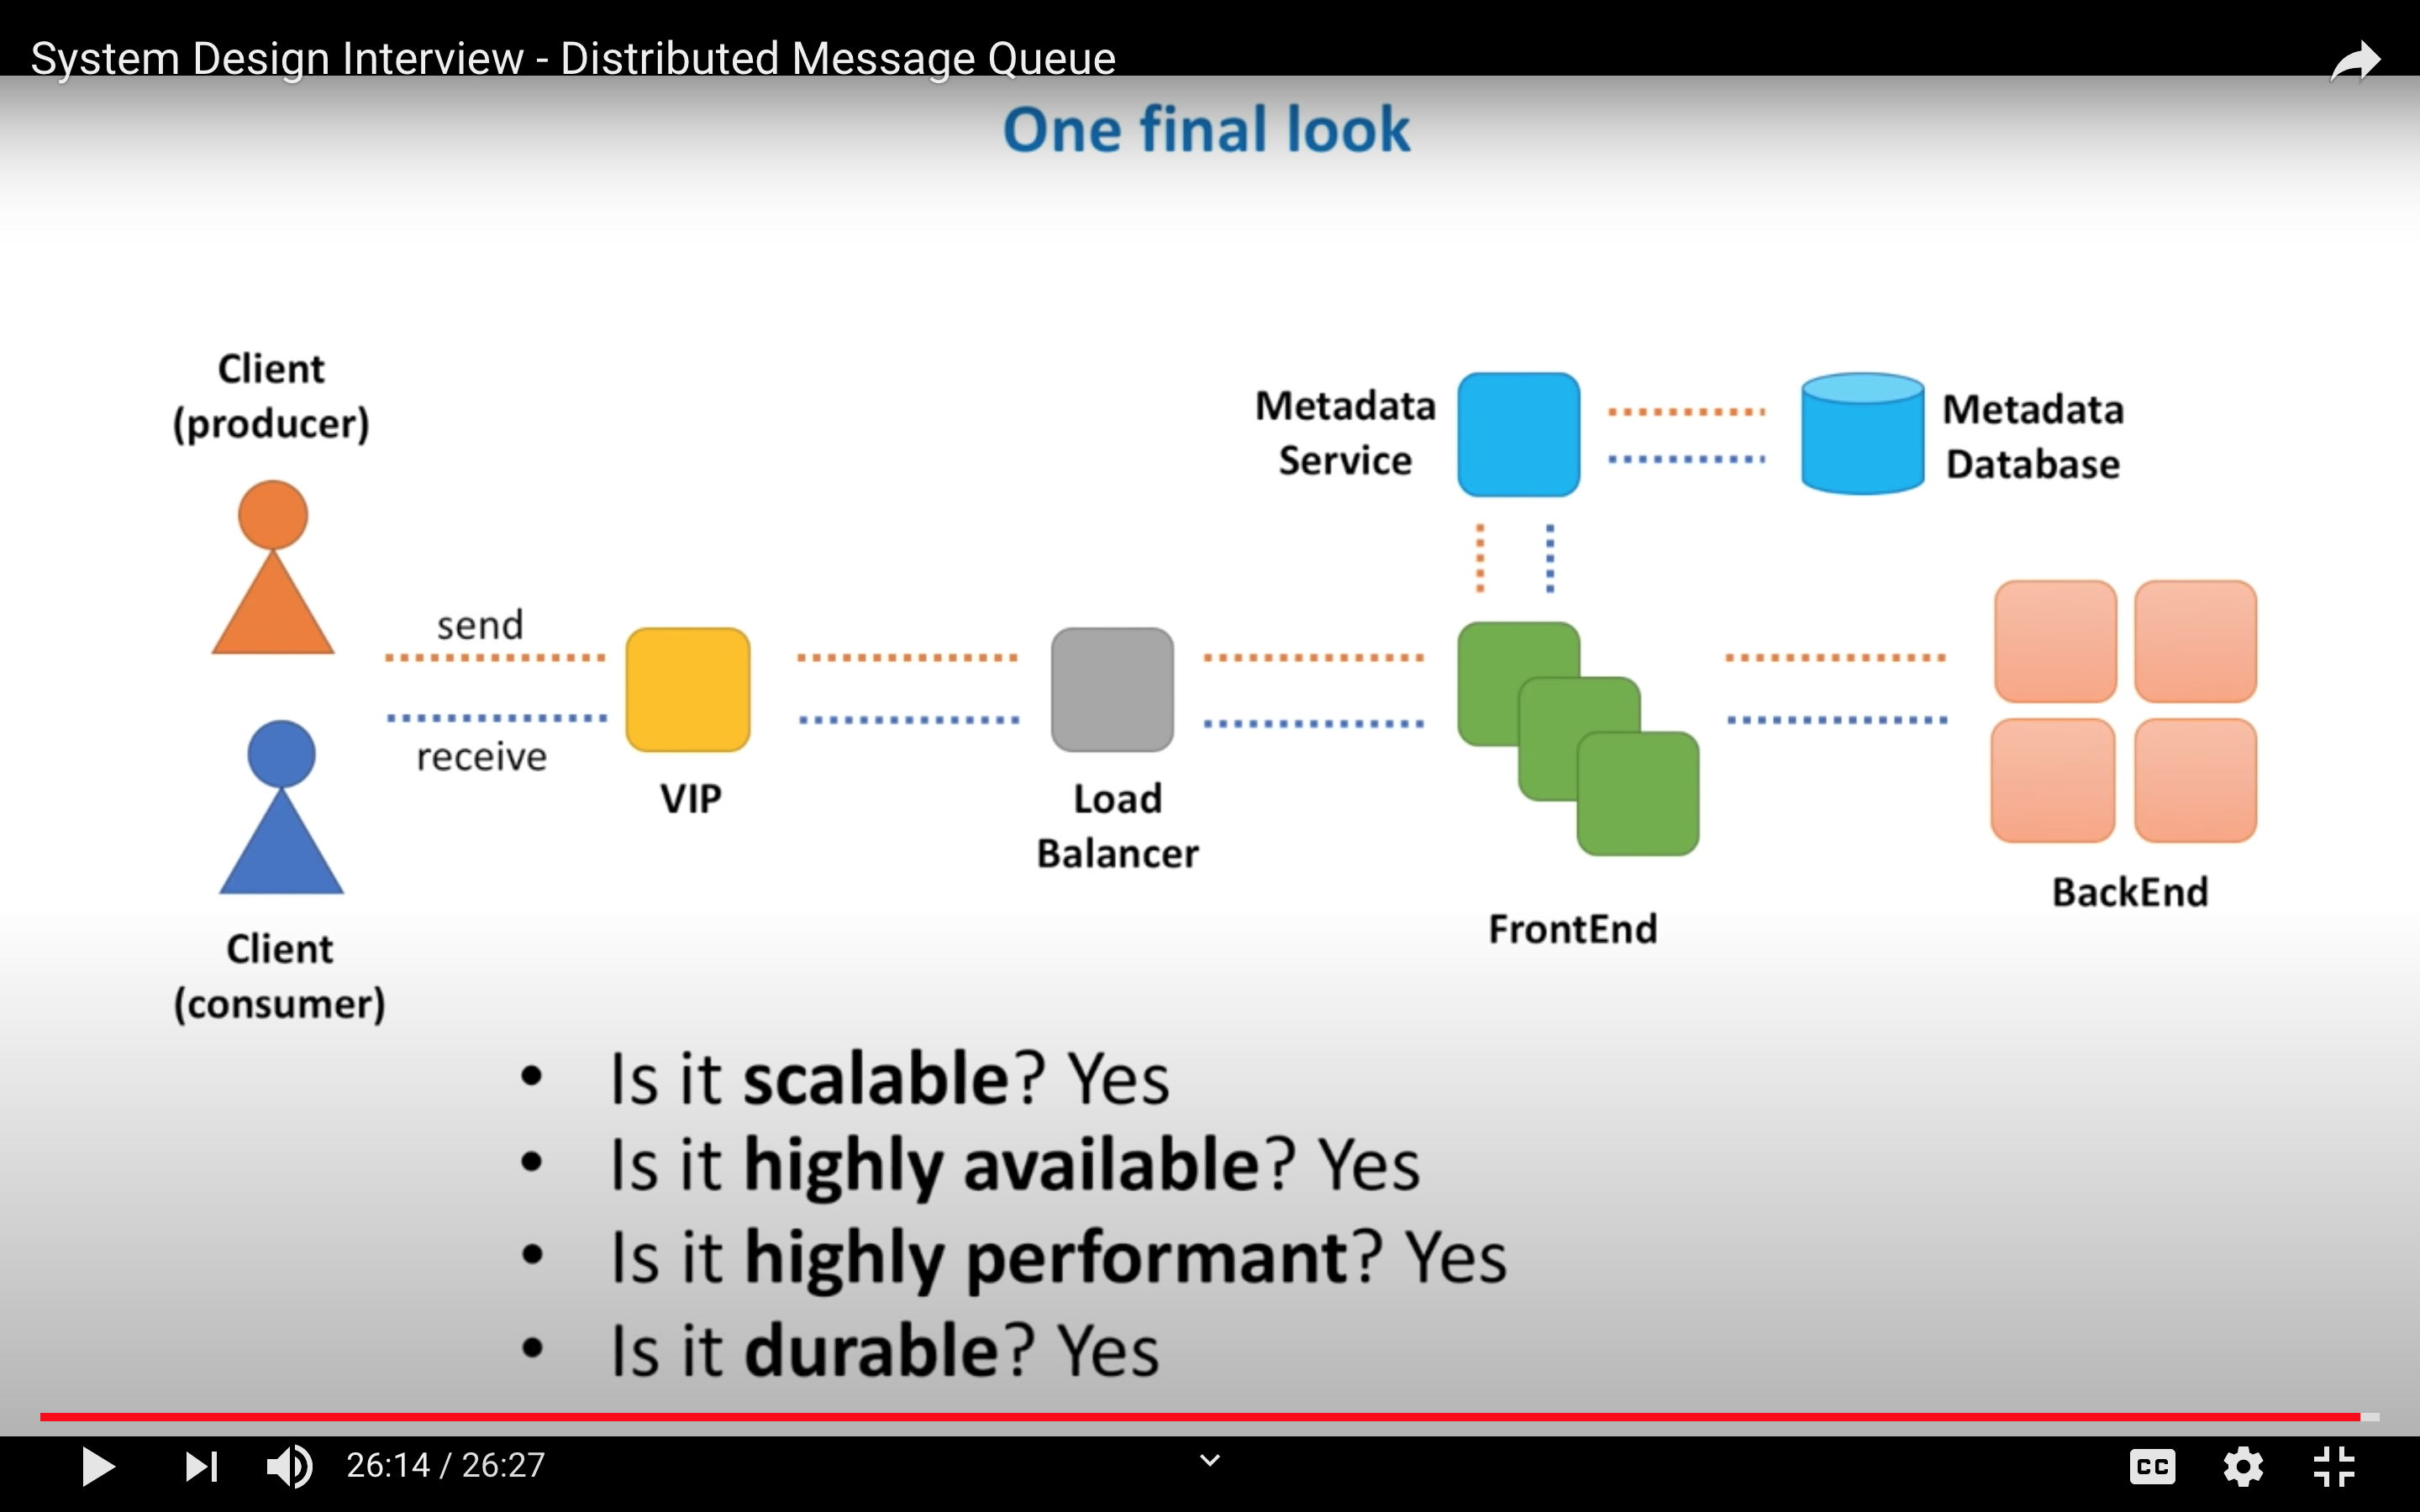 System Design Interview - Distributed Message Queue
One final look
Client
(producer)
Metadata
Service
Metadata
Database
send
receive
VIP
Load
Balancer
FrontEnd
BackEnd
Client
(consumer)
• Is it scalable? Yes
• Is it highly available? Yes
• Is it highly performant? Yes
• Is it durable? Yes
26:14 / 26:27
CC